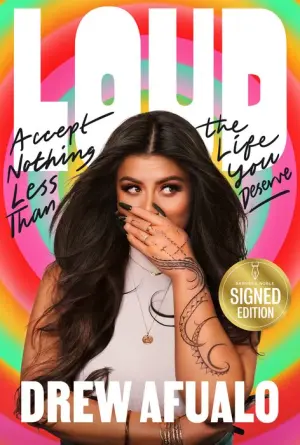 LOUD
Accept
Nothing
Less
Than
the
Life
You
Deserve
BARNES & NOBLE
SIGNED
EDITION
DREW AFUALO